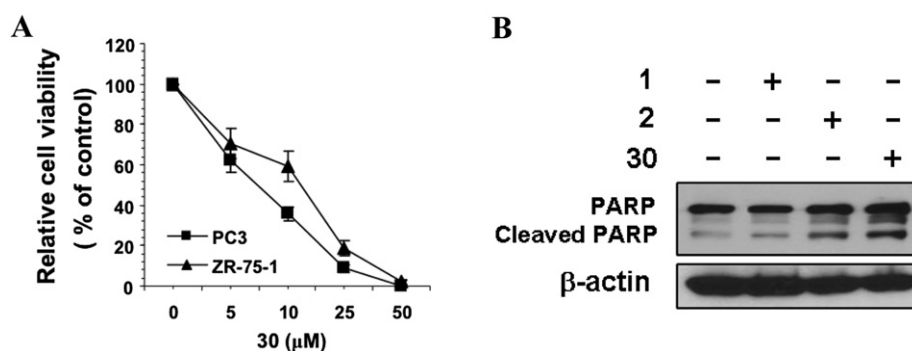 A
Relative cell viability
( % of control)
120
100
80
60
40
20
0
PC3
ZR-75-1
0 5 10 25 50
30 (μM)
B
1 – + – –
2 – – + –
30 – – – +
PARP
Cleaved PARP
β-actin